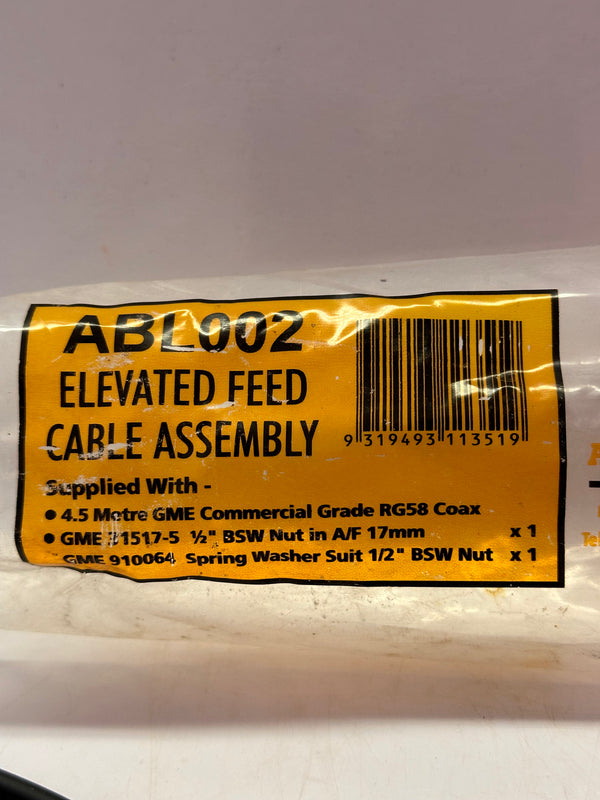 ABL002
ELEVATED FEED
CABLE ASSEMBLY
9 319493 113519
Supplied With -
● 4.5 Metre GME Commercial Grade RG58 Coax
● GME 31517-5 ½" BSW Nut in A/F 17mm x 1
GME 910064 Spring Washer Suit 1/2" BSW Nut x 1